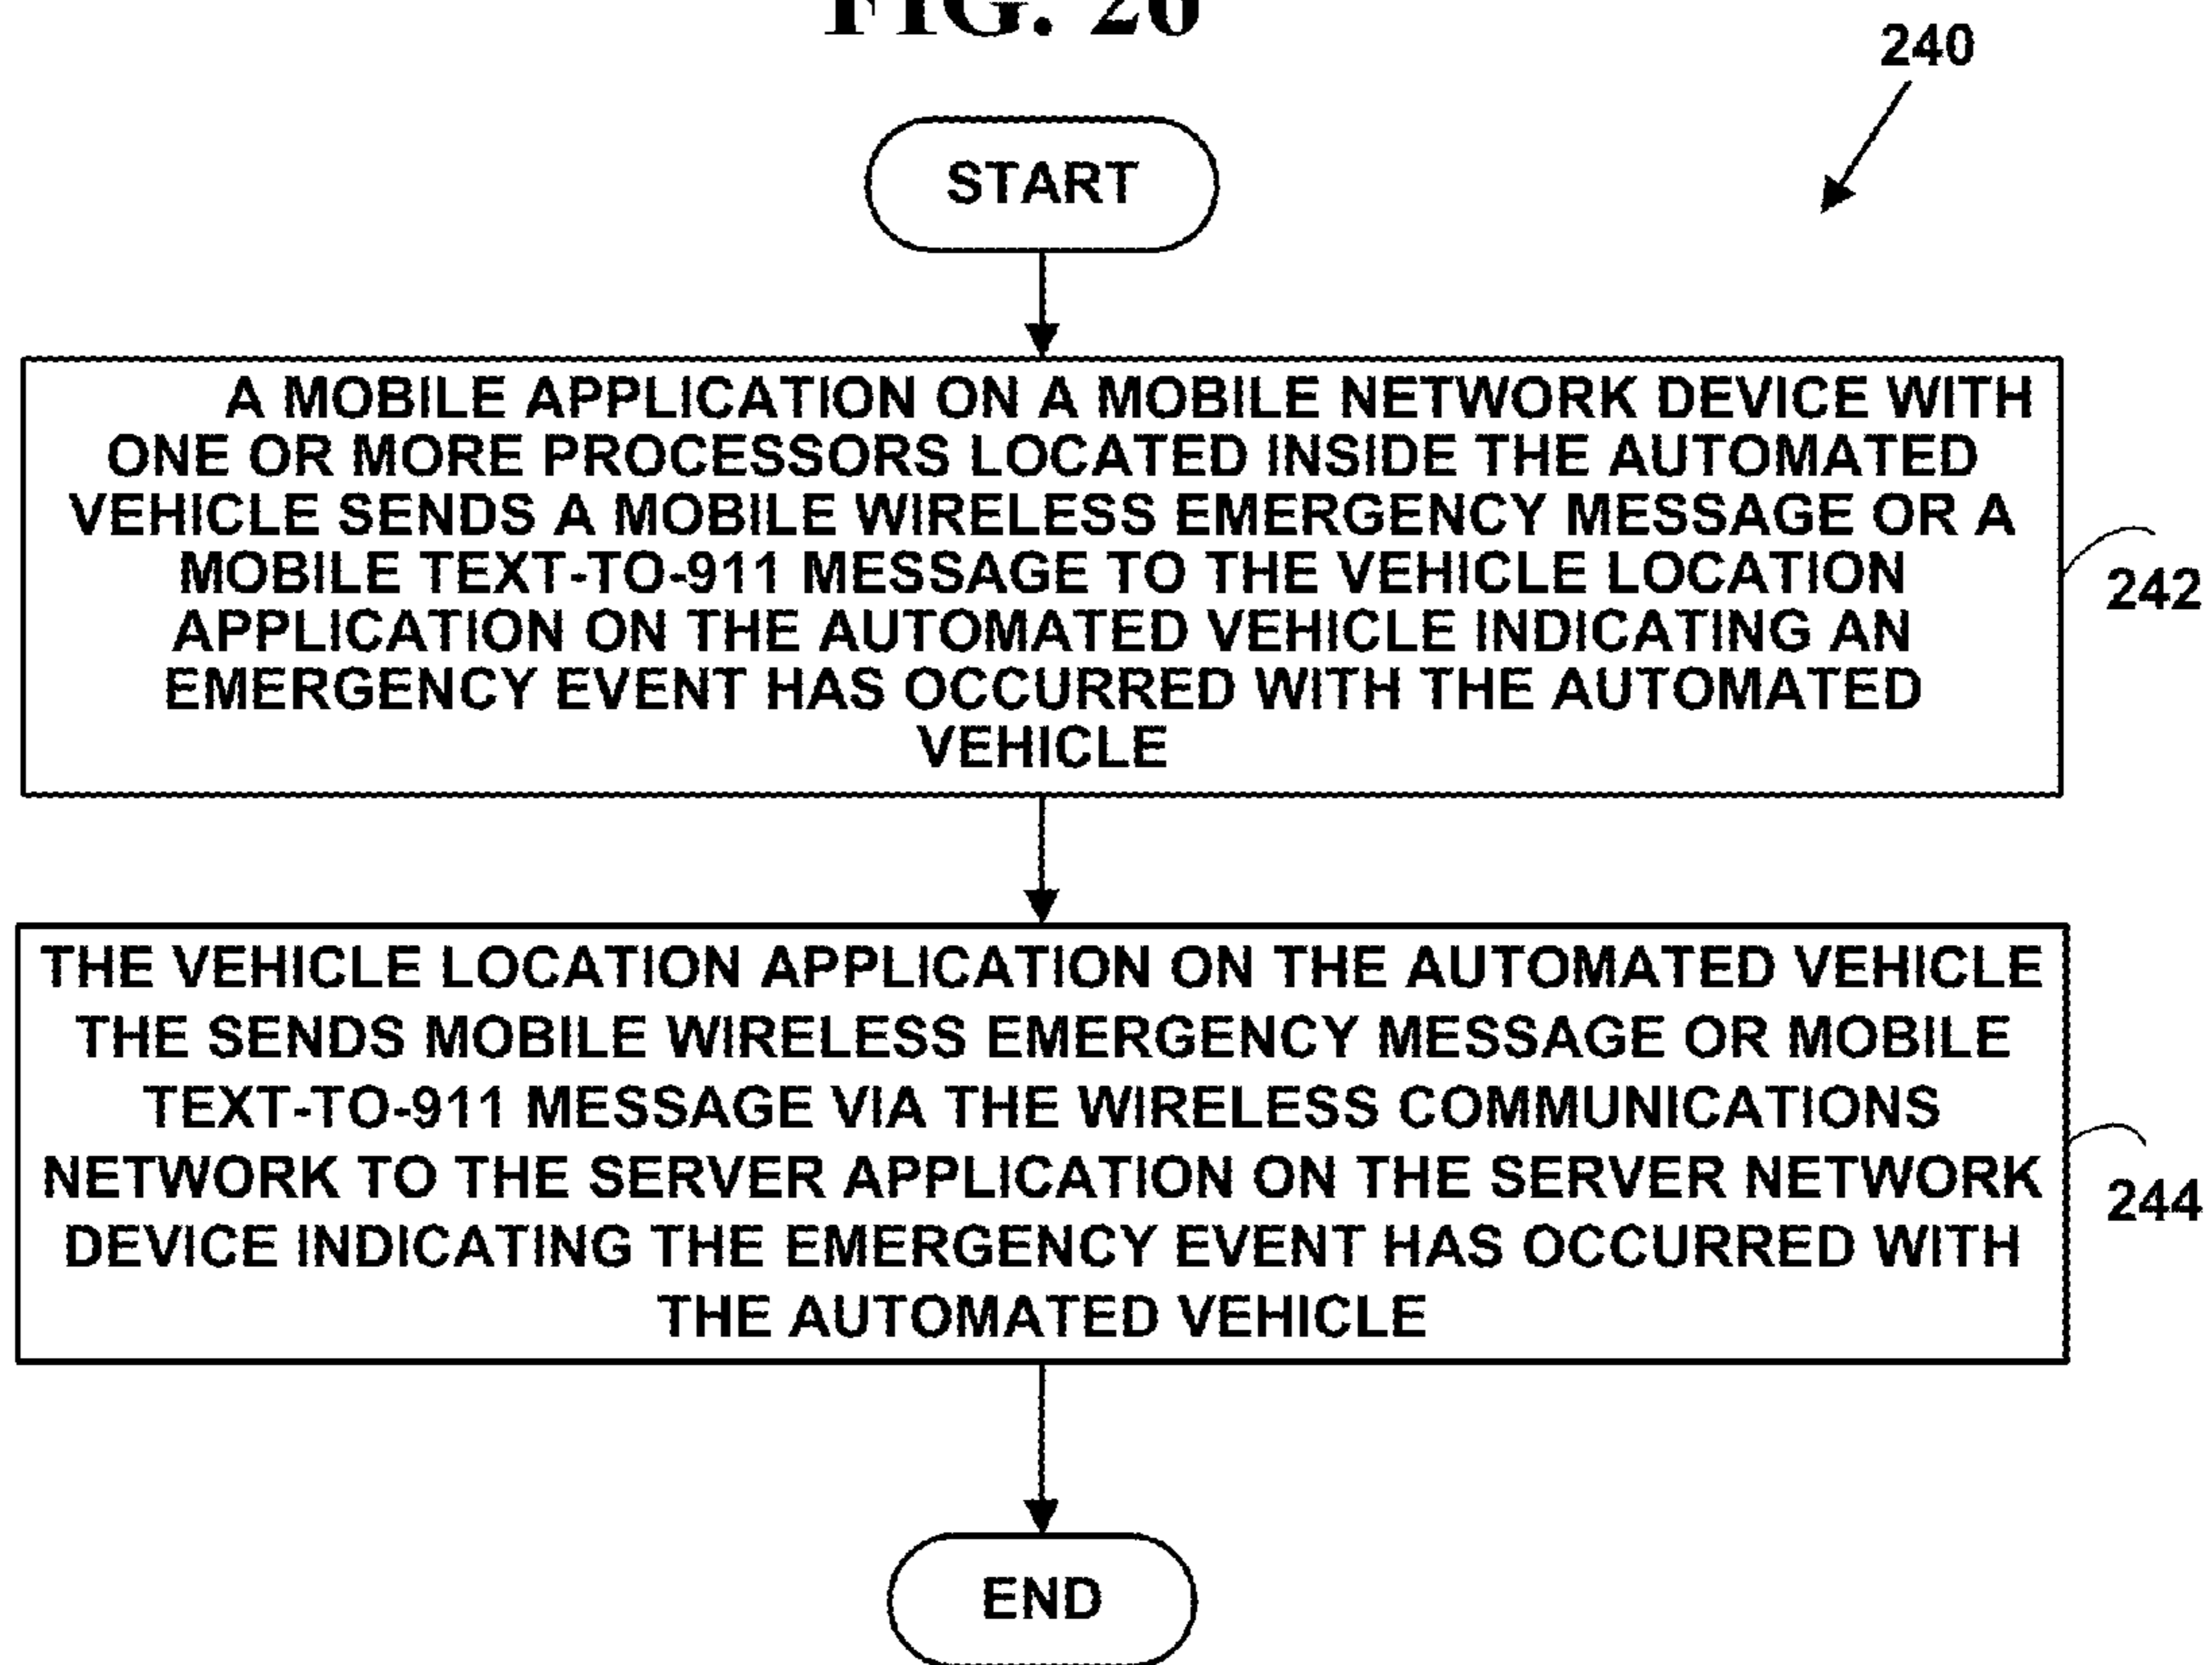 FIG.
240
START
A MOBILE APPLICATION ON A MOBILE NETWORK DEVICE WITH
ONE OR MORE PROCESSORS LOCATED INSIDE THE AUTOMATED
VEHICLE SENDS A MOBILE WIRELESS EMERGENCY MESSAGE OR A
MOBILE TEXT-TO-911 MESSAGE TO THE VEHICLE LOCATION
APPLICATION ON THE AUTOMATED VEHICLE INDICATING AN
EMERGENCY EVENT HAS OCCURRED WITH THE AUTOMATED
VEHICLE
242
THE VEHICLE LOCATION APPLICATION ON THE AUTOMATED VEHICLE
THE SENDS MOBILE WIRELESS EMERGENCY MESSAGE OR MOBILE
TEXT-TO-911 MESSAGE VIA THE WIRELESS COMMUNICATIONS
NETWORK TO THE SERVER APPLICATION ON THE SERVER NETWORK
DEVICE INDICATING THE EMERGENCY EVENT HAS OCCURRED WITH
THE AUTOMATED VEHICLE
244
END